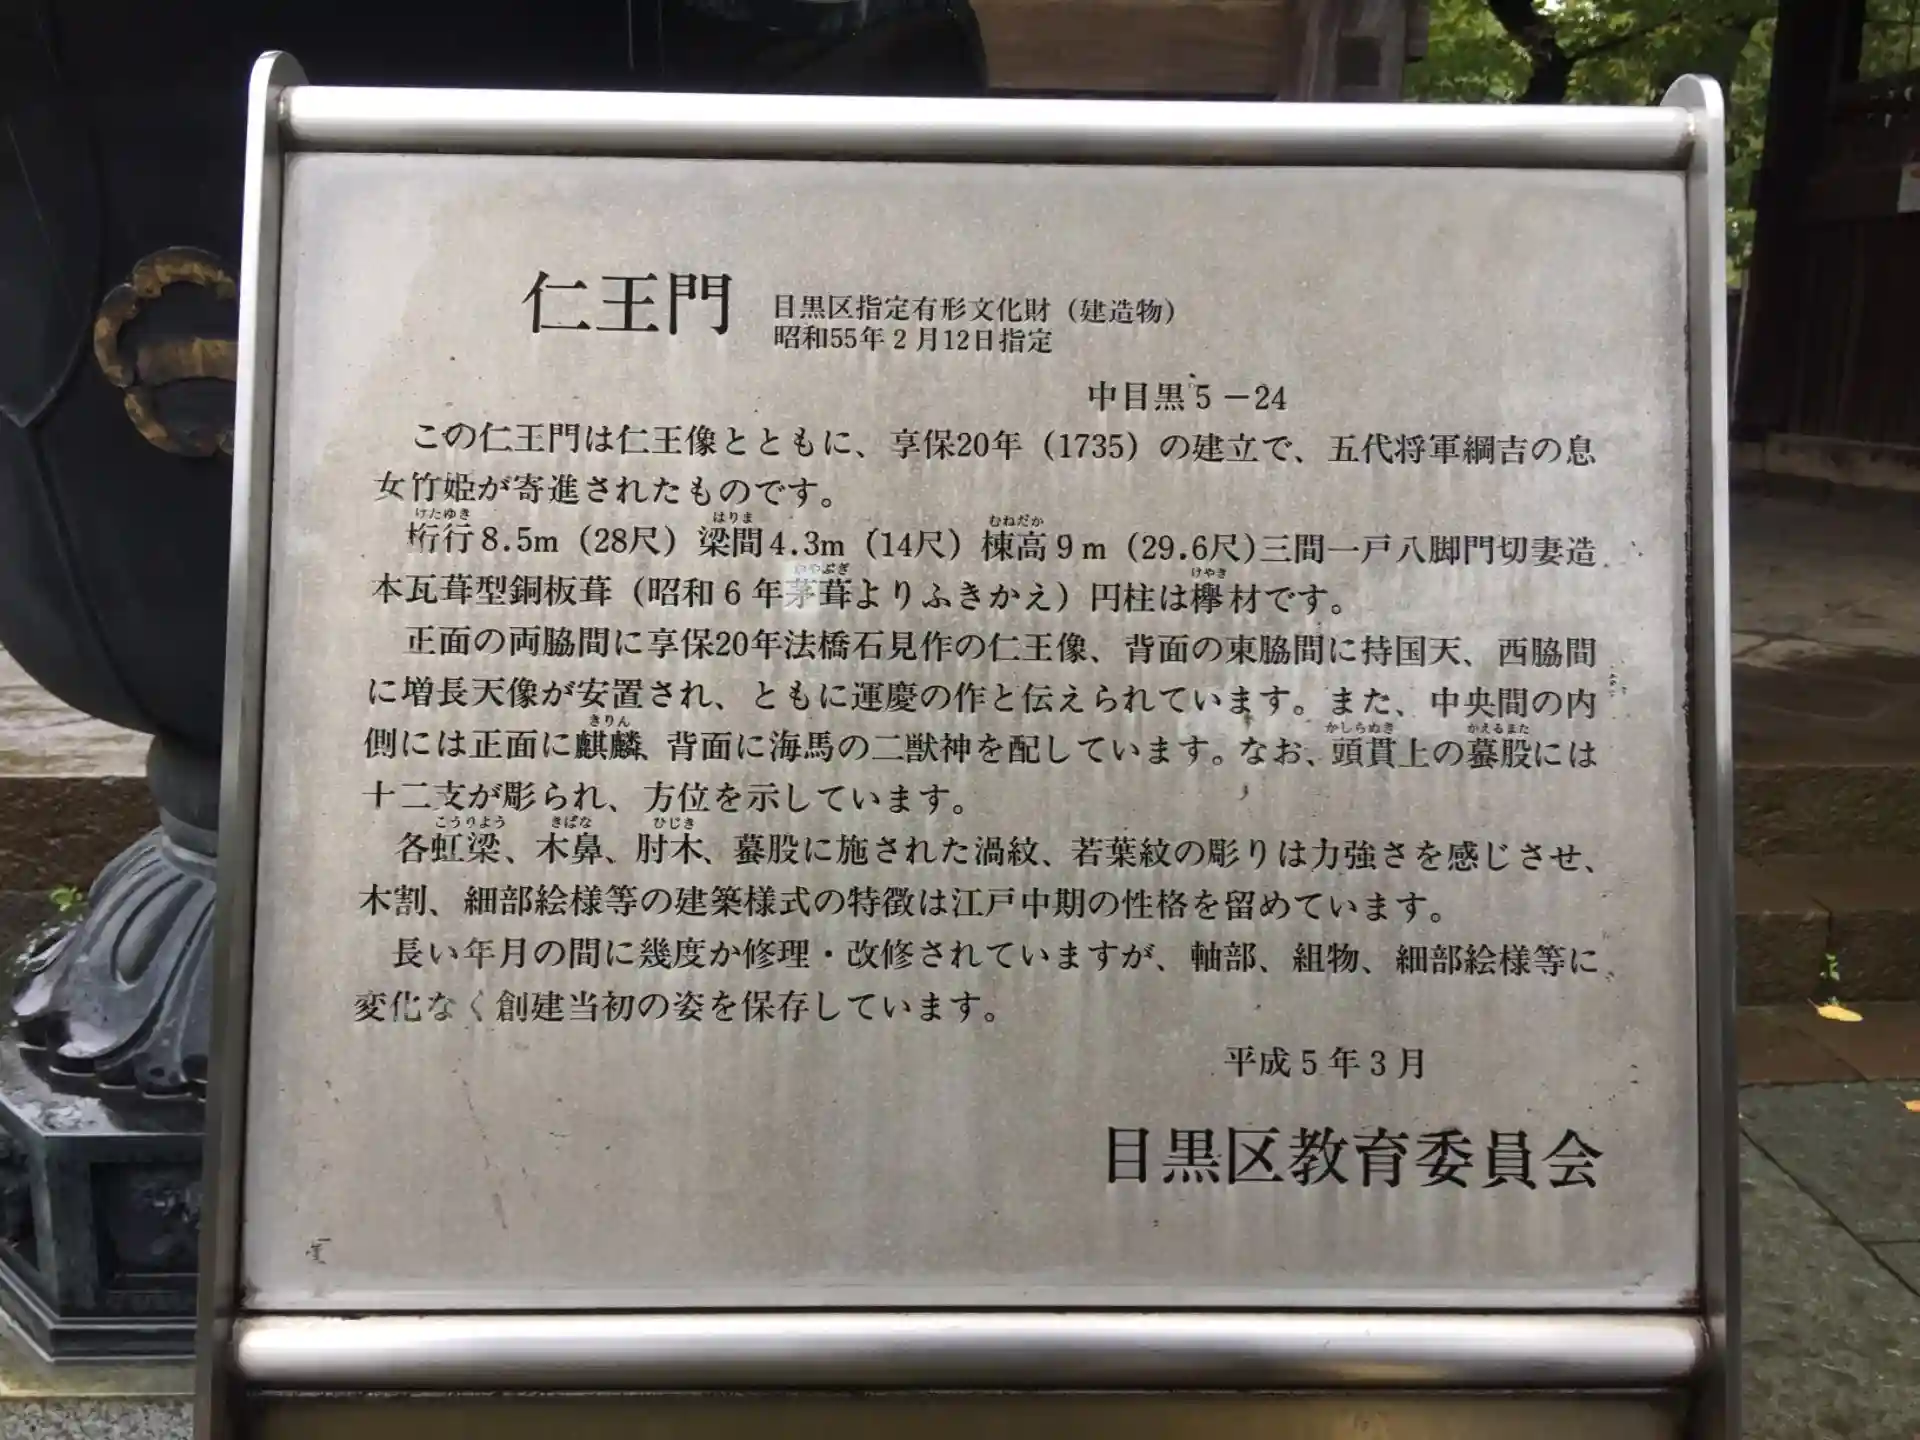 仁王門
目黒区指定有形文化財（建造物）
昭和55年２月12日指定
中目黒５－24
この仁王門は仁王像とともに、享保20年（1735）の建立で、五代将軍綱吉の息
女竹姫が寄進されたものです。
けたゆき はりま むねだか
桁行8.5m（28尺）梁間4.3m（14尺）棟高９m（29.6尺)三間一戸八脚門切妻造
かやぶき けやき
本瓦葺型銅板葺（昭和６年茅葺よりふきかえ）円柱は欅材です。
正面の両脇間に享保20年法橋石見作の仁王像、背面の東脇間に持国天、西脇間
に増長天像が安置され、ともに運慶の作と伝えられています。また、中央間の内
きりん かしらぬき かえるまた
側には正面に麒麟、背面に海馬の二獣神を配しています。なお、頭貫上の蟇股には
十二支が彫られ、方位を示しています。
こうりよう きばな ひじき
各虹梁、木鼻、肘木、蟇股に施された渦紋、若葉紋の彫りは力強さを感じさせ、
木割、細部絵様等の建築様式の特徴は江戸中期の性格を留めています。
長い年月の間に幾度か修理・改修されていますが、軸部、組物、細部絵様等に
変化なく創建当初の姿を保存しています。
平成５年３月
目黒区教育委員会